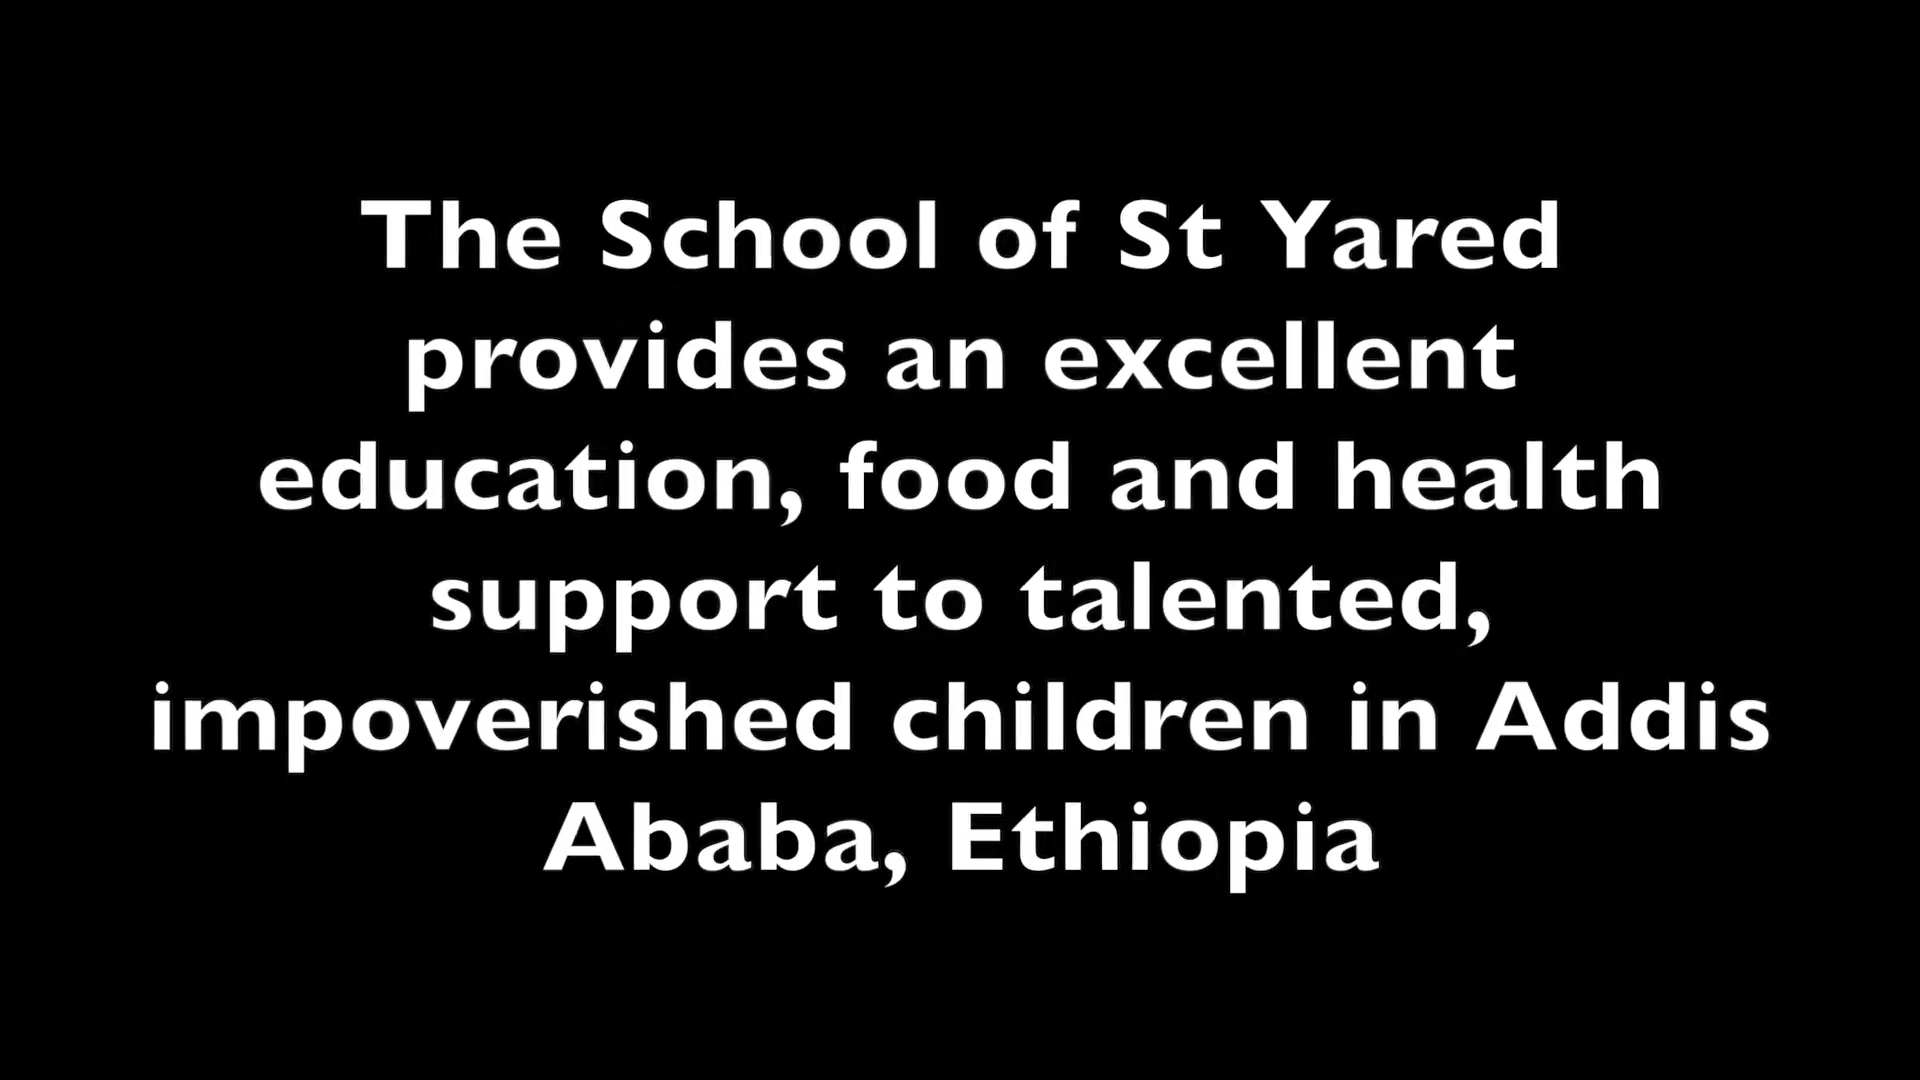 The School of St Yared
provides an excellent
education, food and health
support to talented,
impoverished children in Addis
Ababa, Ethiopia